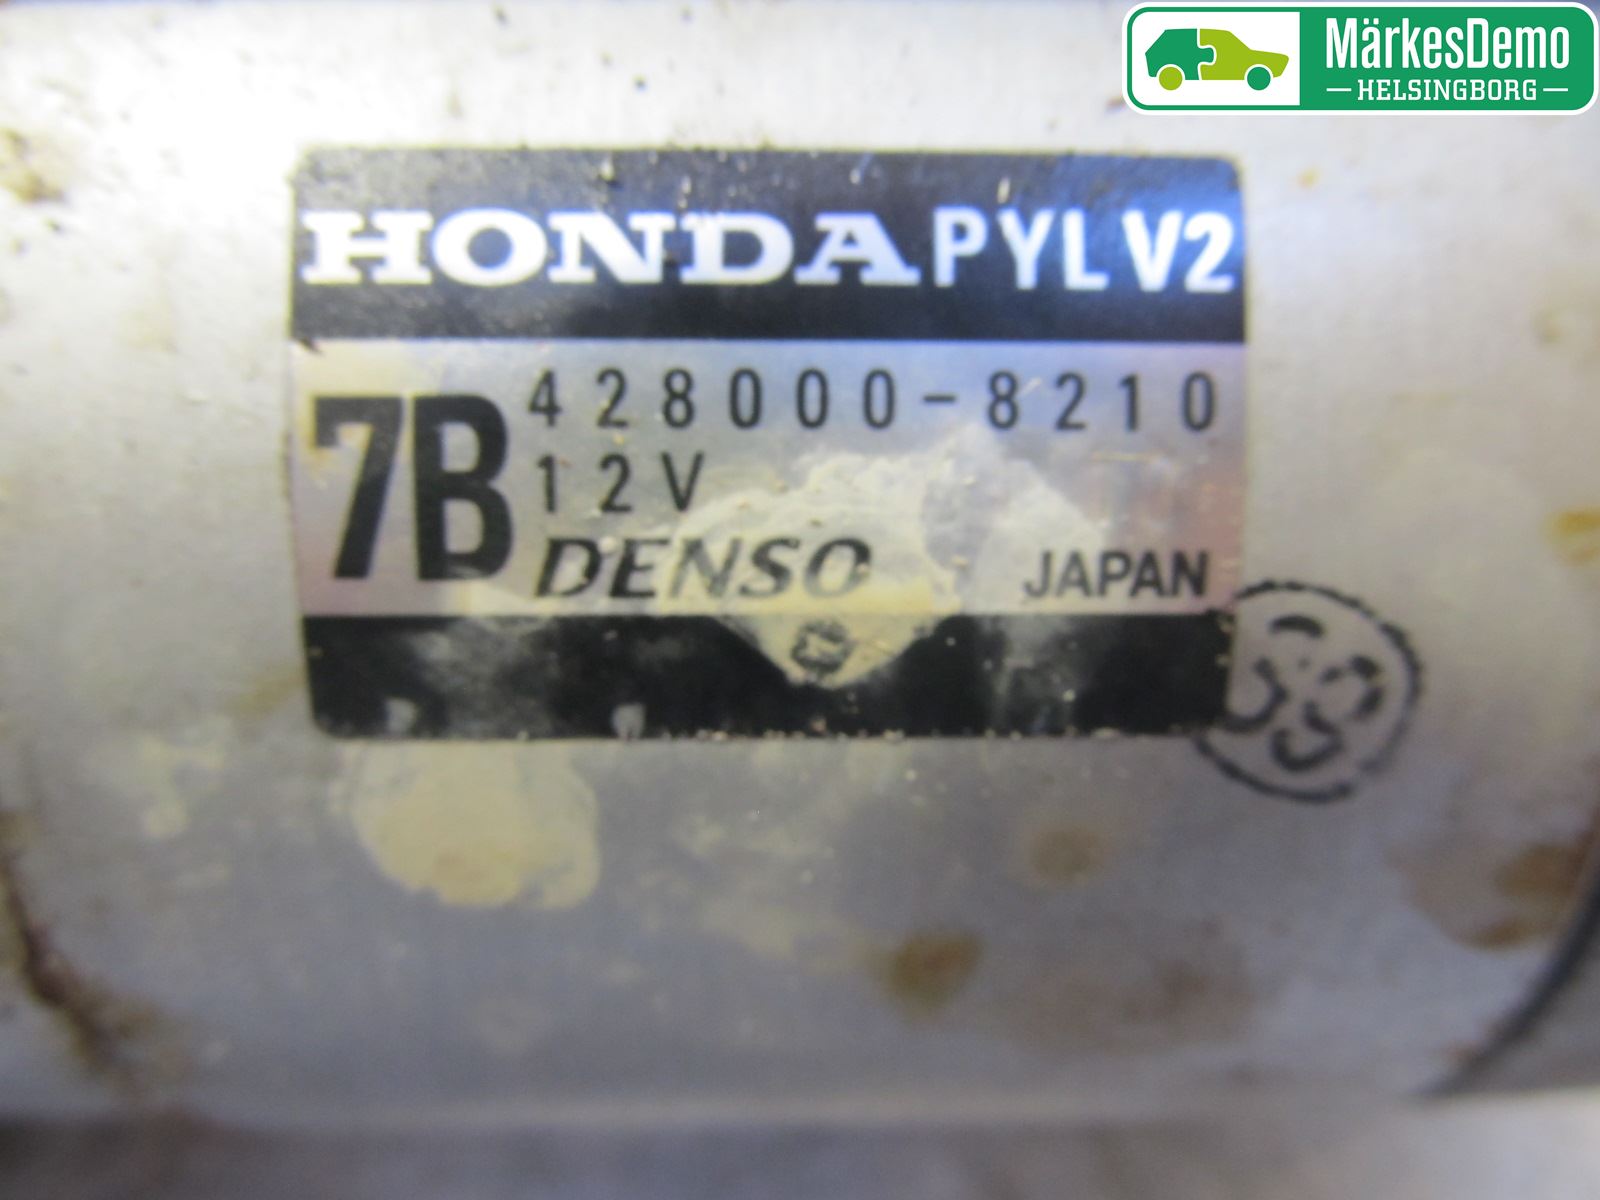 MärkesDemo
HELSINGBORG
HONDA PYL V2
7B
428000-8210
12V
DENSO JAPAN